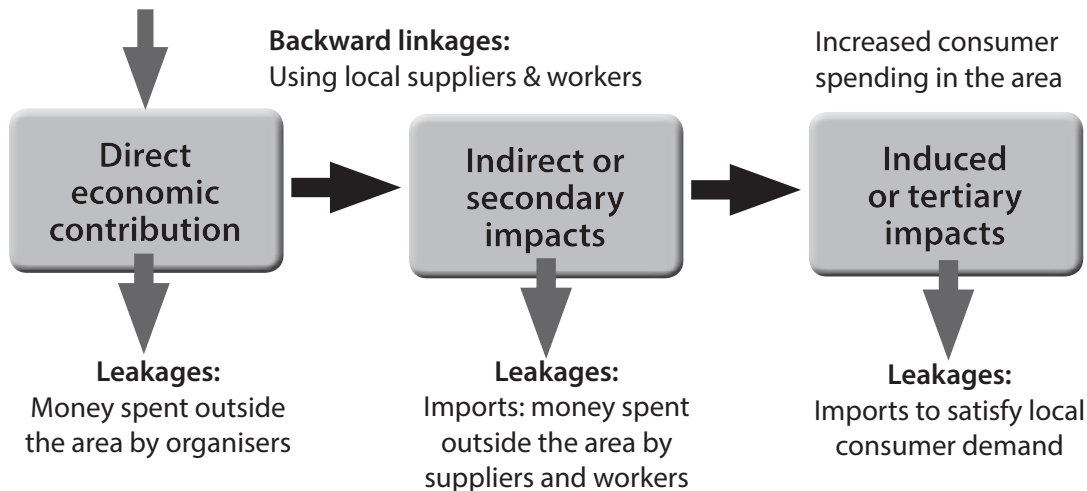 Backward linkages:
Using local suppliers & workers
Increased consumer
spending in the area
Direct
economic
contribution
Indirect or
secondary
impacts
Induced
or tertiary
impacts
Leakages:
Money spent outside
the area by organisers
Leakages:
Imports: money spent
outside the area by
suppliers and workers
Leakages:
Imports to satisfy local
consumer demand